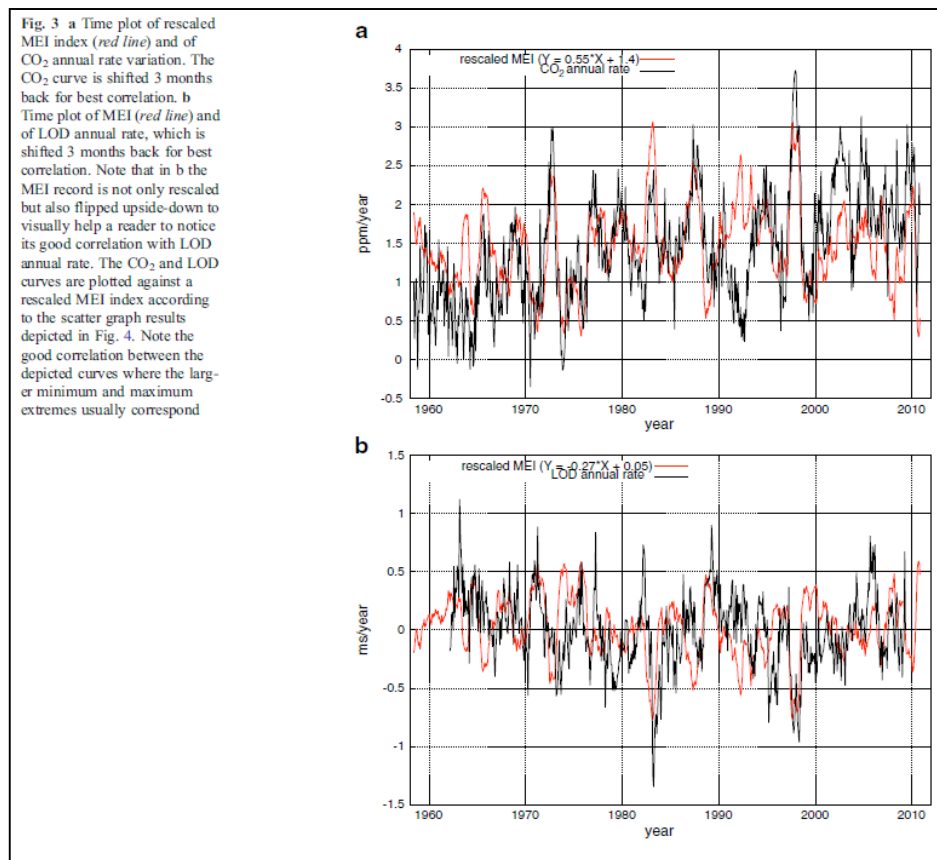 Fig. 3 a Time plot of rescaled
MEI index (red line) and of
CO2 annual rate variation. The
CO2 curve is shifted 3 months
back for best correlation. b
Time plot of MEI (red line) and
of LOD annual rate, which is
shifted 3 months back for best
correlation. Note that in b the
MEI record is not only rescaled
but also flipped upside-down to
visually help a reader to notice
its good correlation with LOD
annual rate. The CO2 and LOD
curves are plotted against a
rescaled MEI index according
to the scatter graph results
depicted in Fig. 4. Note the
good correlation between the
depicted curves where the larg-
er minimum and maximum
extremes usually correspond
a
rescaled MEI (Y = 0.55*X + 1.4)
CO2 annual rate
4
3.5
3
2.5
2
1.5
1
0.5
0
-0.5
ppm/year
1960 1970 1980 1990 2000 2010
year
b
rescaled MEI (Y = -0.27*X + 0.05)
LOD annual rate
1.5
1
0.5
0
-0.5
-1
-1.5
ms/year
1960 1970 1980 1990 2000 2010
year